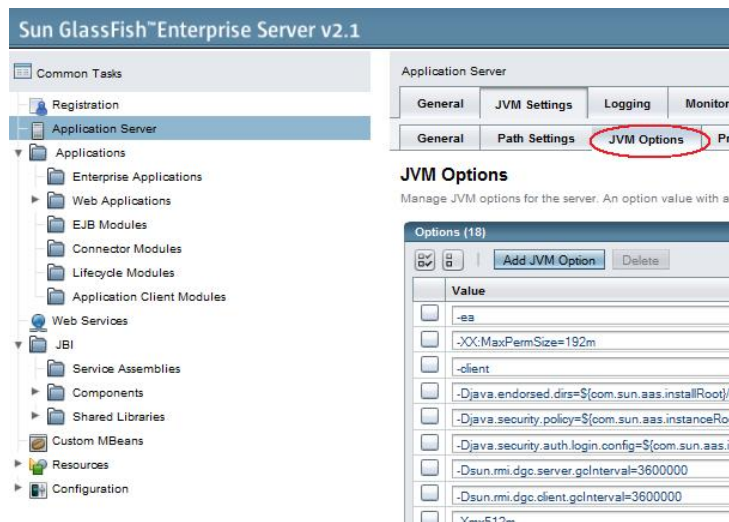 Sun GlassFish™ Enterprise Server v2.1
Common Tasks
Registration
Application Server
Applications
Enterprise Applications
Web Applications
EJB Modules
Connector Modules
Lifecycle Modules
Application Client Modules
Web Services
JBI
Service Assemblies
Components
Shared Libraries
Custom MBeans
Resources
Configuration
Application Server
General JVM Settings Logging Monitor
General Path Settings JVM Options Pr
JVM Options
Manage JVM options for the server. An option value with a
Options (18)
Add JVM Option Delete
Value
-ea
-XX:MaxPermSize=192m
-client
-Djava.endorsed.dirs=${com.sun.aas.installRoot}/
-Djava.security.policy=${com.sun.aas.instanceRo
-Djava.security.auth.login.config=${com.sun.aas.i
-Dsun.rmi.dgc.server.gcInterval=3600000
-Dsun.rmi.dgc.client.gcInterval=3600000
-Xmx512m